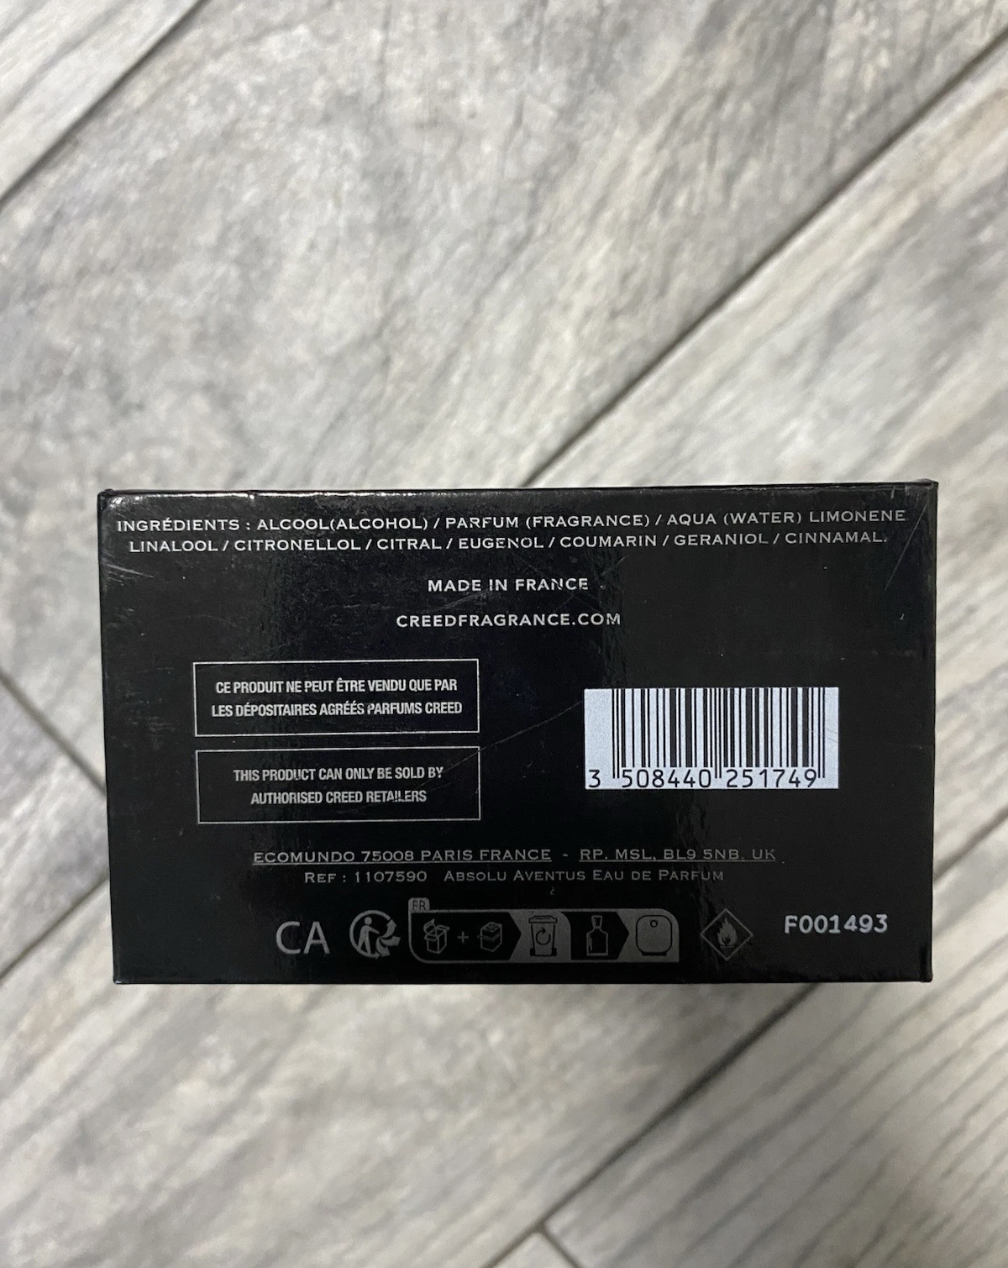 INGRÉDIENTS : ALCOOL(ALCOHOL) / PARFUM (FRAGRANCE) / AQUA (WATER) LIMONENE
LINALOOL / CITRONELLOL / CITRAL / EUGENOL / COUMARIN / GERANIOL / CINNAMAL.
MADE IN FRANCE
CREEDFRAGRANCE.COM
CE PRODUIT NE PEUT ÊTRE VENDU QUE PAR
LES DÉPOSITAIRES AGRÉÉS PARFUMS CREED
THIS PRODUCT CAN ONLY BE SOLD BY
AUTHORISED CREED RETAILERS
3 508440 251749
ECOMUNDO 75008 PARIS FRANCE - RP. MSL, BL9 5NB. UK
REF : 1107590 ABSOLU AVENTUS EAU DE PARFUM
FR
CA
F001493